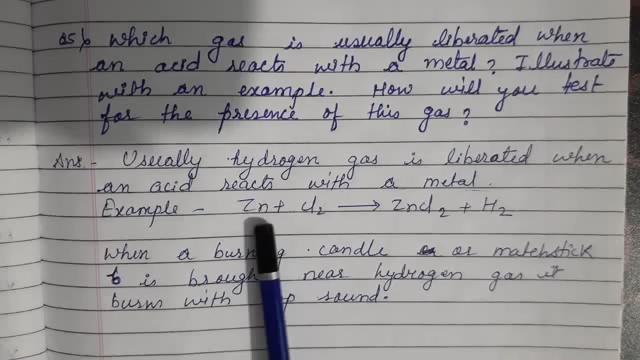 Q5) Which gas is usually liberated when
an acid reacts with a metal? Illustrate
with an example. How will you test
for the presence of this gas?
Ans.- Usually hydrogen gas is liberated when
an acid reacts with a metal.
Example - Zn + Cl2 → ZnCl2 + H2
When a burning candle or matchstick
is brough near hydrogen gas it
burns with p sound.